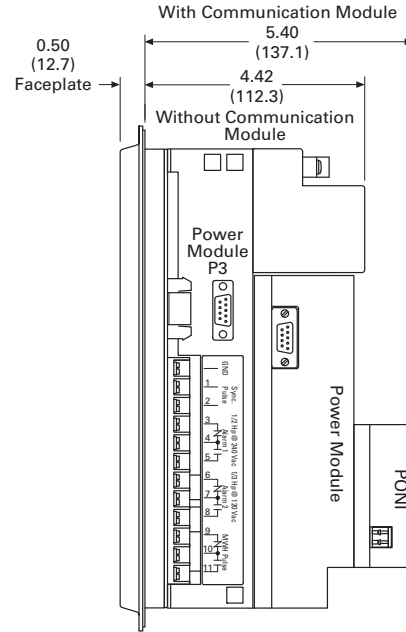 With Communication Module
5.40
(137.1)
0.50
(12.7)
Faceplate
4.42
(112.3)
Without Communication
Module
Power
Module
P3
GND
1
2
Sync.
Pulse
3
4
5
Alarm 1
1/2 Hp @ 240 Vac
6
7
8
Alarm 2
1/3 Hp @ 120 Vac
9
10
11
MWH Pulse
Power Module
PONI